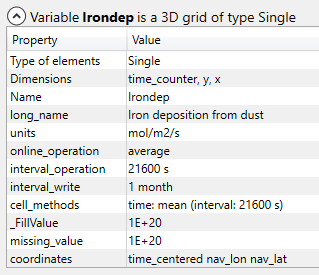 Variable Irondep is a 3D grid of type Single
Property Value
Type of elements Single
Dimensions time_counter, y, x
Name Irondep
long_name Iron deposition from dust
units mol/m2/s
online_operation average
interval_operation 21600 s
interval_write 1 month
cell_methods time: mean (interval: 21600 s)
_FillValue 1E+20
missing_value 1E+20
coordinates time_centered nav_lon nav_lat